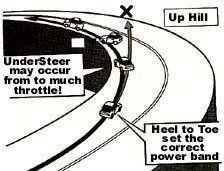 X
Up Hill
UnderSteer
may occur
from to much
throttle!
Heel to Toe
set the
correct
power band